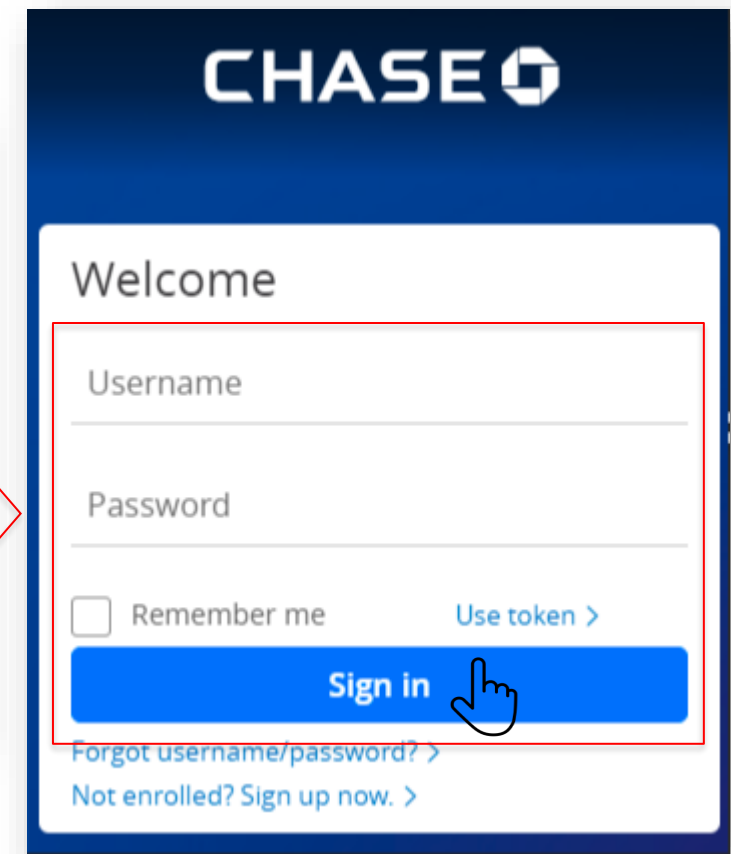 CHASE
Welcome
Username
Password
Remember me
Use token >
Sign in
Forgot username/password? >
Not enrolled? Sign up now. >